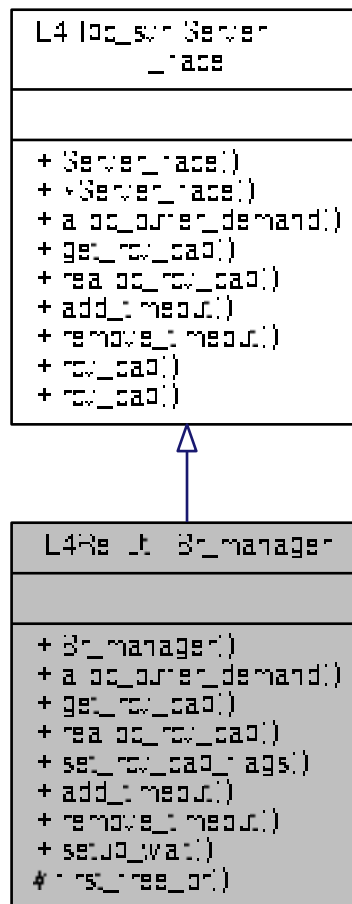 L4::Ipc_svr::Server
_iface
+ Server_iface()
+ ~Server_iface()
+ alloc_buffer_demand()
+ get_rcv_cap()
+ realloc_rcv_cap()
+ add_timeout()
+ remove_timeout()
+ rcv_cap()
+ rcv_cap()
L4Re::Util::Br_manager
+ Br_manager()
+ alloc_buffer_demand()
+ get_rcv_cap()
+ realloc_rcv_cap()
+ set_rcv_cap_flags()
+ add_timeout()
+ remove_timeout()
+ setup_wait()
# first_free_br()